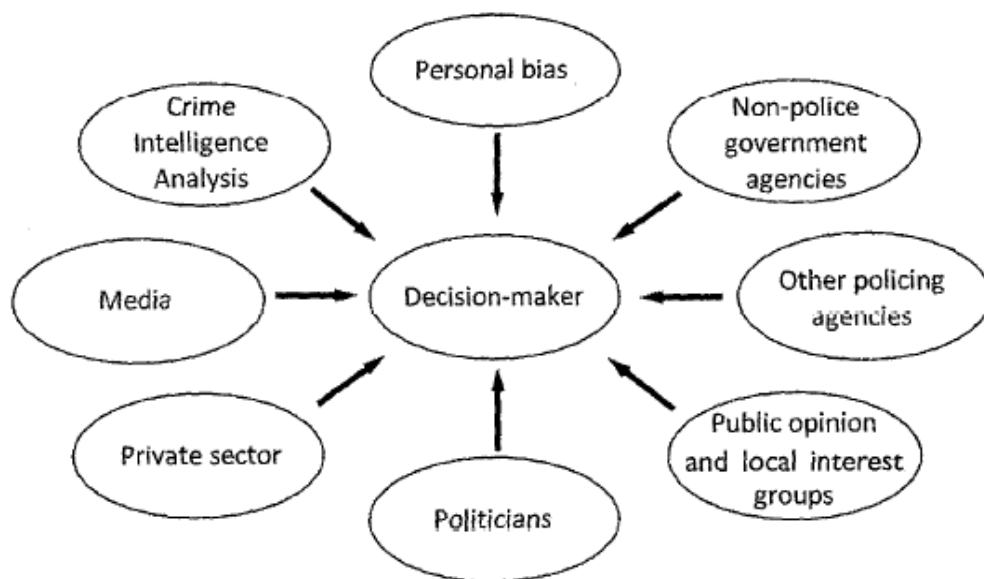 Personal bias
Crime
Intelligence
Analysis
Non-police
government
agencies
Media
Decision-maker
Other policing
agencies
Private sector
Politicians
Public opinion
and local interest
groups